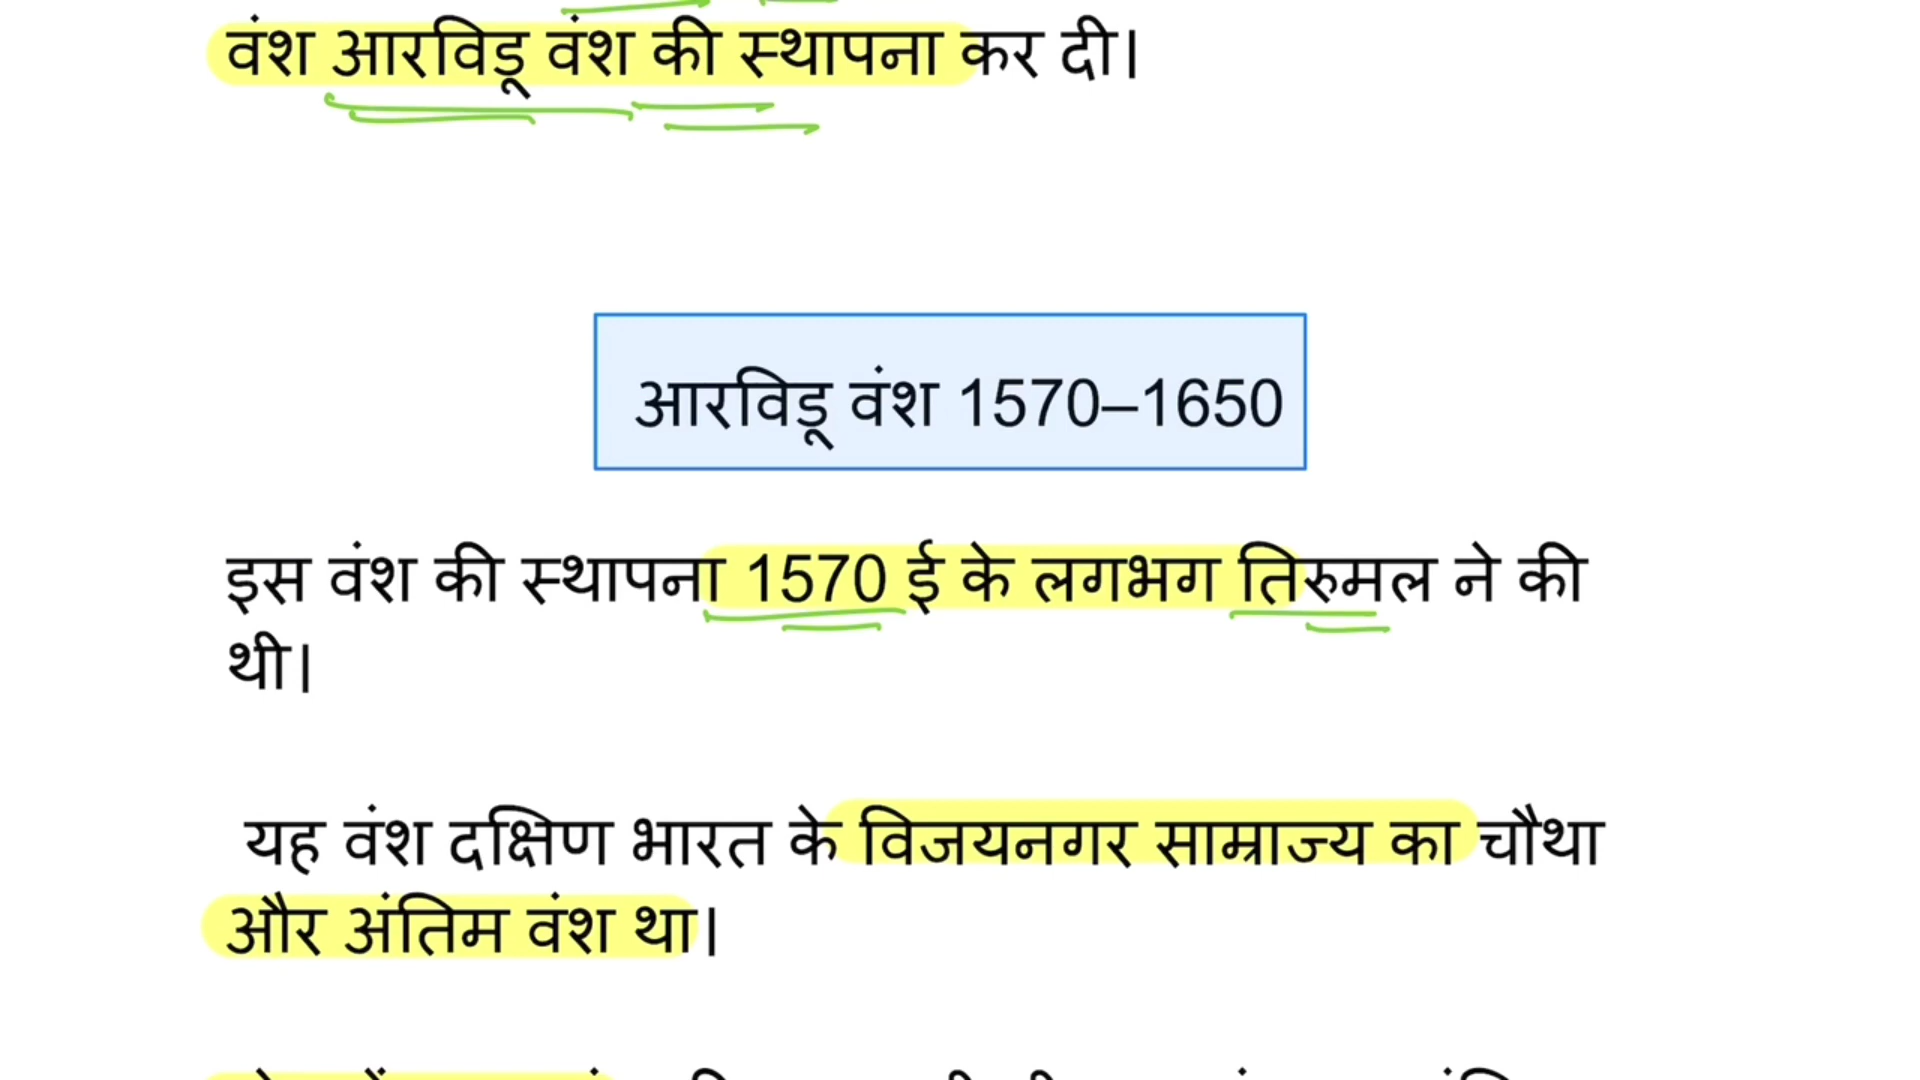 वंश आरविडू वंश की स्थापना कर दी।
आरविडू वंश 1570–1650
इस वंश की स्थापना 1570 ई के लगभग तिरुमल ने की
थी।
यह वंश दक्षिण भारत के विजयनगर साम्राज्य का चौथा
और अंतिम वंश था।